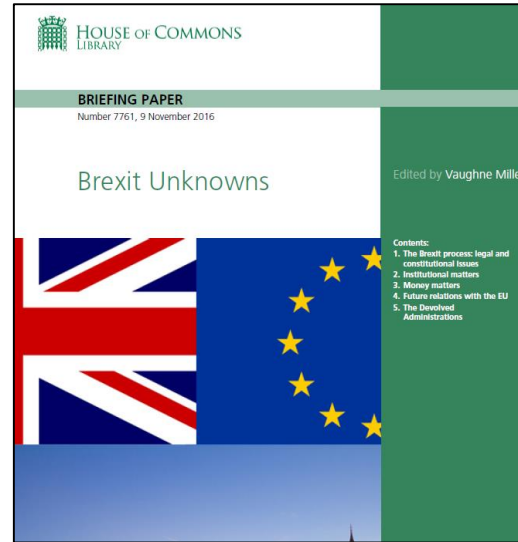 HOUSE OF COMMONS
LIBRARY
BRIEFING PAPER
Number 7761, 9 November 2016
Brexit Unknowns
Edited by Vaughne Mille
Contents:
1. The Brexit process: legal and
constitutional issues
2. Institutional matters
3. Money matters
4. Future relations with the EU
5. The Devolved
Administrations